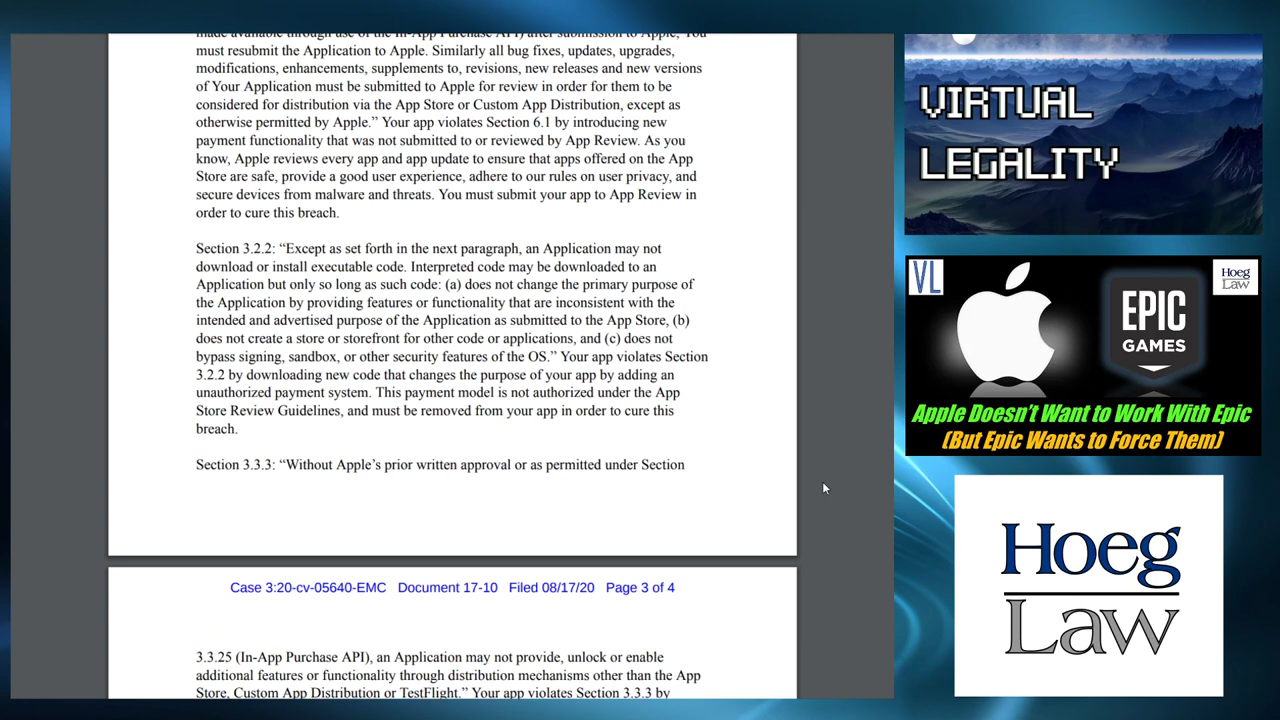 made available through use of the In-App Purchase API) after submission to Apple, You
must resubmit the Application to Apple. Similarly all bug fixes, updates, upgrades,
modifications, enhancements, supplements to, revisions, new releases and new versions
of Your Application must be submitted to Apple for review in order for them to be
considered for distribution via the App Store or Custom App Distribution, except as
otherwise permitted by Apple.” Your app violates Section 6.1 by introducing new
payment functionality that was not submitted to or reviewed by App Review. As you
know, Apple reviews every app and app update to ensure that apps offered on the App
Store are safe, provide a good user experience, adhere to our rules on user privacy, and
secure devices from malware and threats. You must submit your app to App Review in
order to cure this breach.
Section 3.2.2: “Except as set forth in the next paragraph, an Application may not
download or install executable code. Interpreted code may be downloaded to an
Application but only so long as such code: (a) does not change the primary purpose of
the Application by providing features or functionality that are inconsistent with the
intended and advertised purpose of the Application as submitted to the App Store, (b)
does not create a store or storefront for other code or applications, and (c) does not
bypass signing, sandbox, or other security features of the OS.” Your app violates Section
3.2.2 by downloading new code that changes the purpose of your app by adding an
unauthorized payment system. This payment model is not authorized under the App
Store Review Guidelines, and must be removed from your app in order to cure this
breach.
Section 3.3.3: “Without Apple’s prior written approval or as permitted under Section
Case 3:20-cv-05640-EMC Document 17-10 Filed 08/17/20 Page 3 of 4
3.3.25 (In-App Purchase API), an Application may not provide, unlock or enable
additional features or functionality through distribution mechanisms other than the App
Store, Custom App Distribution or TestFlight.” Your app violates Section 3.3.3 by
VIRTUAL
LEGALITY
VL
Hoeg
Law
EPIC
GAMES
Apple Doesn't Want to Work With Epic
(But Epic Wants to Force Them)
Hoeg
Law